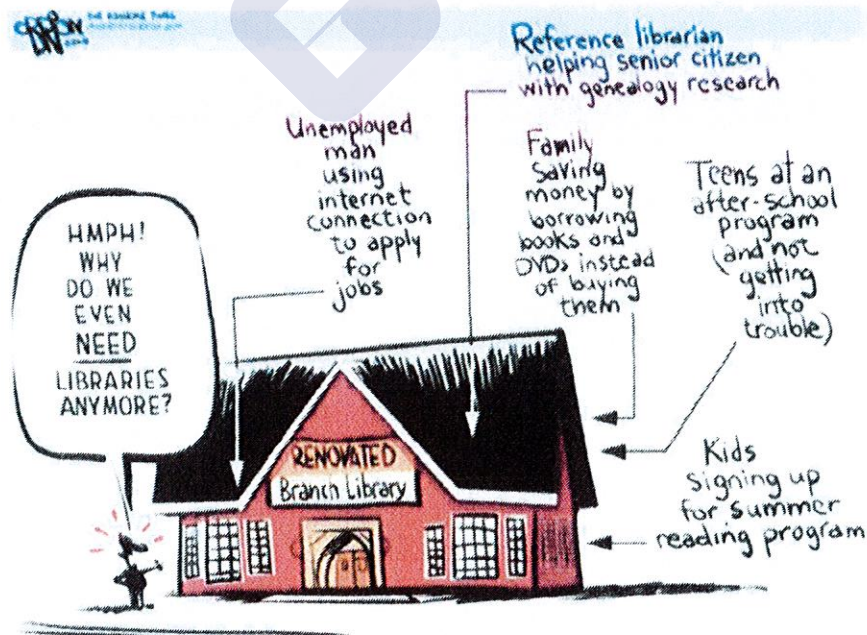 Reference librarian
helping senior citizen
with genealogy research
Unemployed
man
using
internet
connection
to apply
for
jobs
Family
saving
money by
borrowing
books and
DVDs instead
of buying
them
Teens at an
after-school
program
(and not
getting
into
trouble)
HMPH!
WHY
DO WE
EVEN
NEED
LIBRARIES
ANYMORE?
RENOVATED
Branch Library
Kids
signing up
for summer
reading program